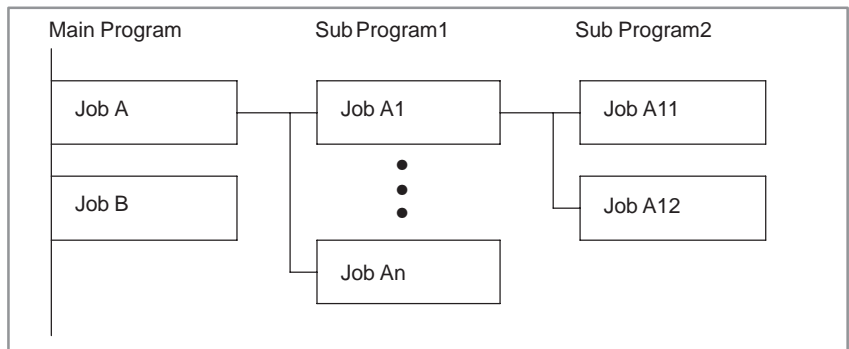 Main Program Sub Program1 Sub Program2
Job A Job A1 Job A11
Job B Job A12
Job An